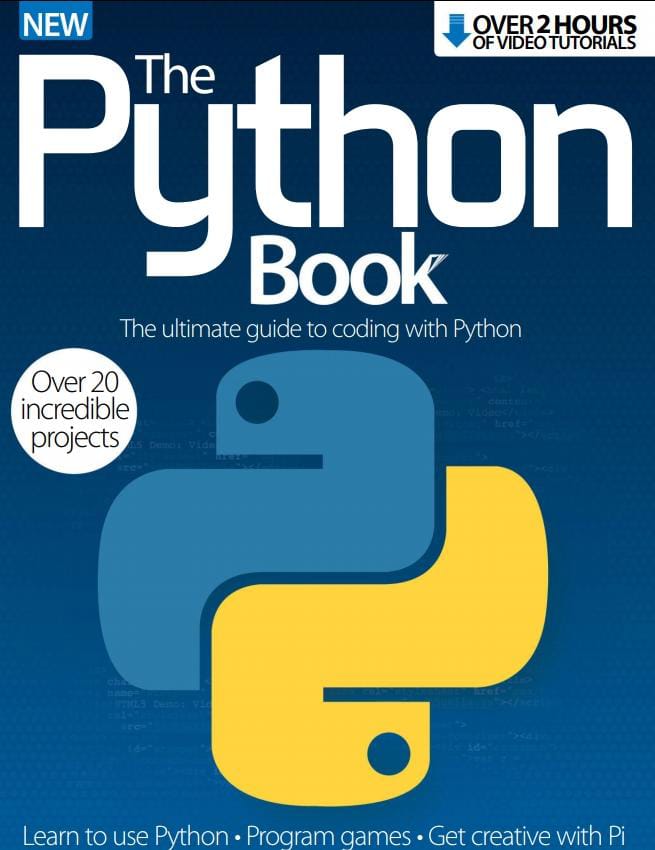 NEW
OVER 2 HOURS
OF VIDEO TUTORIALS
The
Python
Book
The ultimate guide to coding with Python
Over 20
incredible
projects
Learn to use Python • Program games • Get creative with Pi